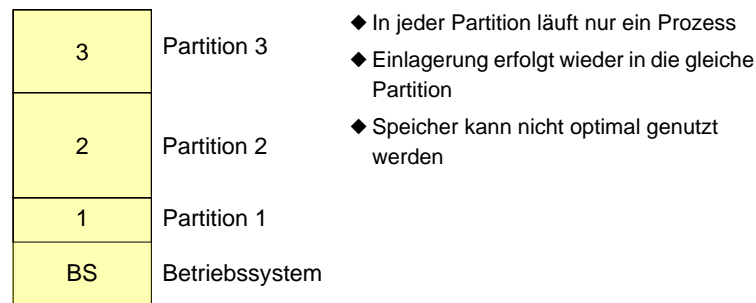 3 Partition 3
2 Partition 2
1 Partition 1
BS Betriebssystem
◆ In jeder Partition läuft nur ein Prozess
◆ Einlagerung erfolgt wieder in die gleiche
Partition
◆ Speicher kann nicht optimal genutzt
werden